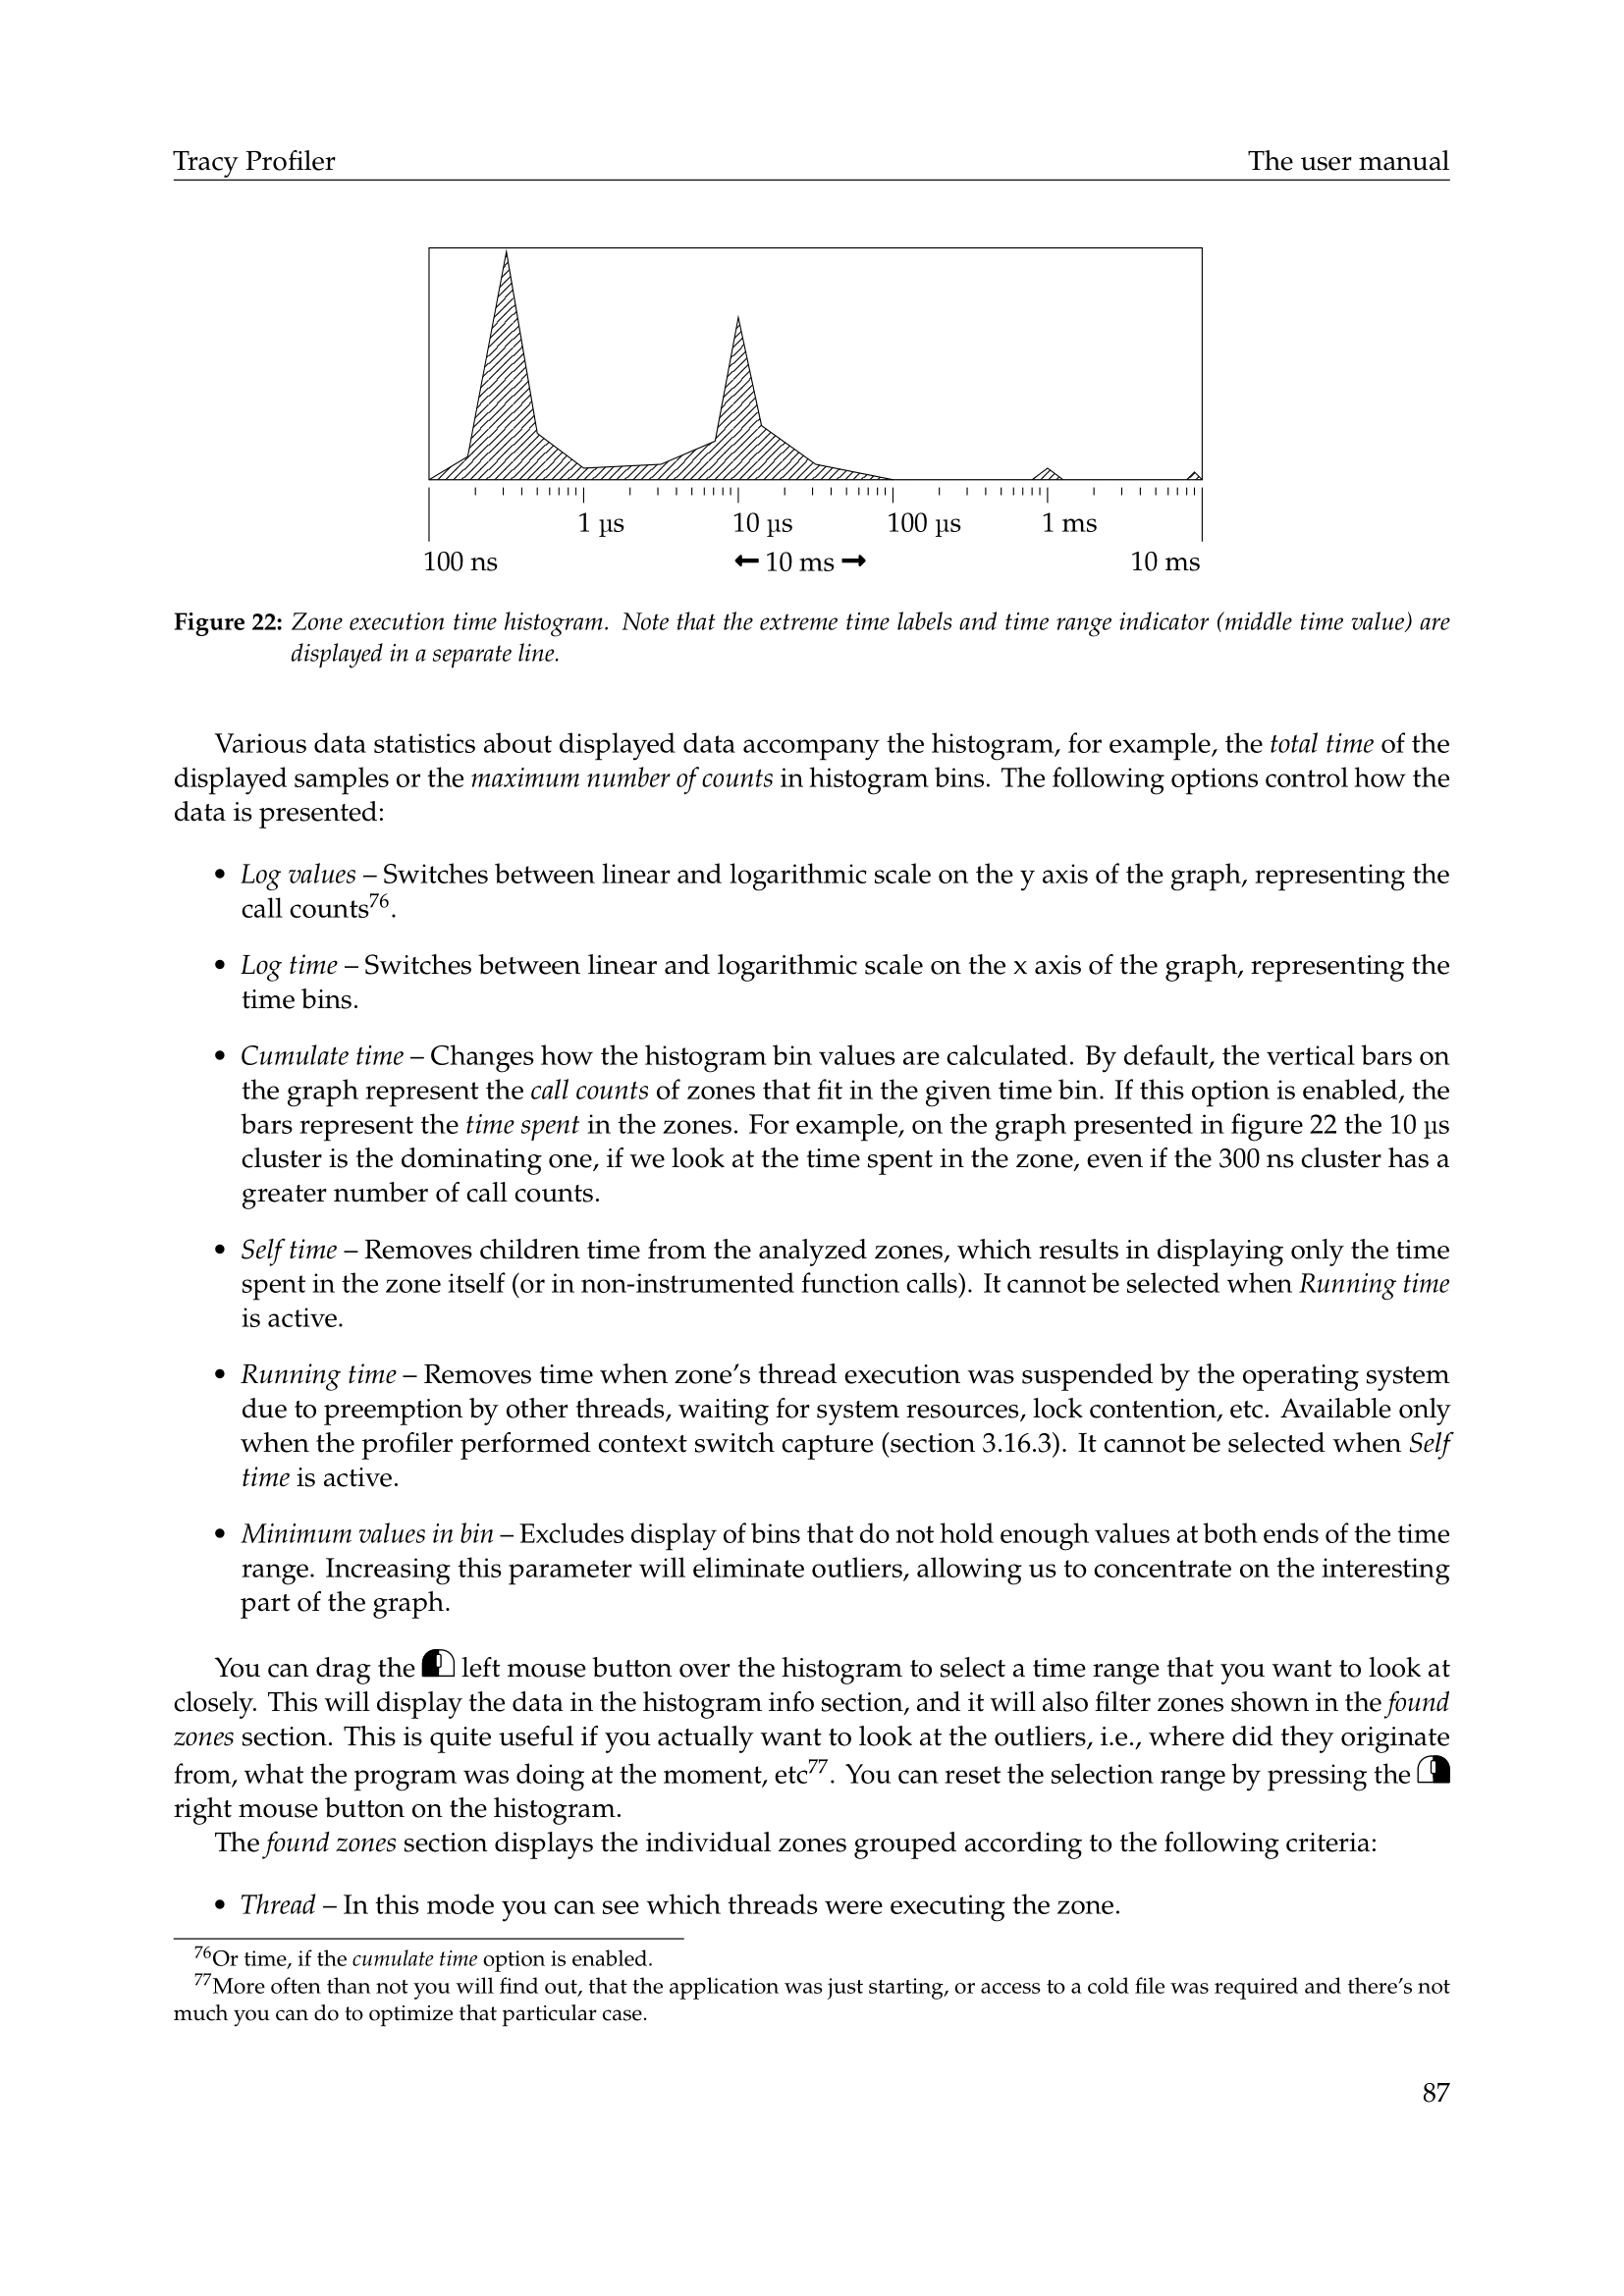 Tracy Profiler The user manual
1 µs 10 µs 100 µs 1 ms
100 ns 🡨 10 ms 🡪 10 ms
Figure 22: Zone execution time histogram. Note that the extreme time labels and time range indicator (middle time value) are
displayed in a separate line.
Various data statistics about displayed data accompany the histogram, for example, the total time of the
displayed samples or the maximum number of counts in histogram bins. The following options control how the
data is presented:
• Log values – Switches between linear and logarithmic scale on the y axis of the graph, representing the
call counts⁷⁶.
• Log time – Switches between linear and logarithmic scale on the x axis of the graph, representing the
time bins.
• Cumulate time – Changes how the histogram bin values are calculated. By default, the vertical bars on
the graph represent the call counts of zones that fit in the given time bin. If this option is enabled, the
bars represent the time spent in the zones. For example, on the graph presented in figure 22 the 10 µs
cluster is the dominating one, if we look at the time spent in the zone, even if the 300 ns cluster has a
greater number of call counts.
• Self time – Removes children time from the analyzed zones, which results in displaying only the time
spent in the zone itself (or in non-instrumented function calls). It cannot be selected when Running time
is active.
• Running time – Removes time when zone's thread execution was suspended by the operating system
due to preemption by other threads, waiting for system resources, lock contention, etc. Available only
when the profiler performed context switch capture (section 3.16.3). It cannot be selected when Self
time is active.
• Minimum values in bin – Excludes display of bins that do not hold enough values at both ends of the time
range. Increasing this parameter will eliminate outliers, allowing us to concentrate on the interesting
part of the graph.
You can drag the left mouse button over the histogram to select a time range that you want to look at
closely. This will display the data in the histogram info section, and it will also filter zones shown in the found
zones section. This is quite useful if you actually want to look at the outliers, i.e., where did they originate
from, what the program was doing at the moment, etc⁷⁷. You can reset the selection range by pressing the
right mouse button on the histogram.
The found zones section displays the individual zones grouped according to the following criteria:
• Thread – In this mode you can see which threads were executing the zone.
⁷⁶Or time, if the cumulate time option is enabled.
⁷⁷More often than not you will find out, that the application was just starting, or access to a cold file was required and there's not
much you can do to optimize that particular case.
87